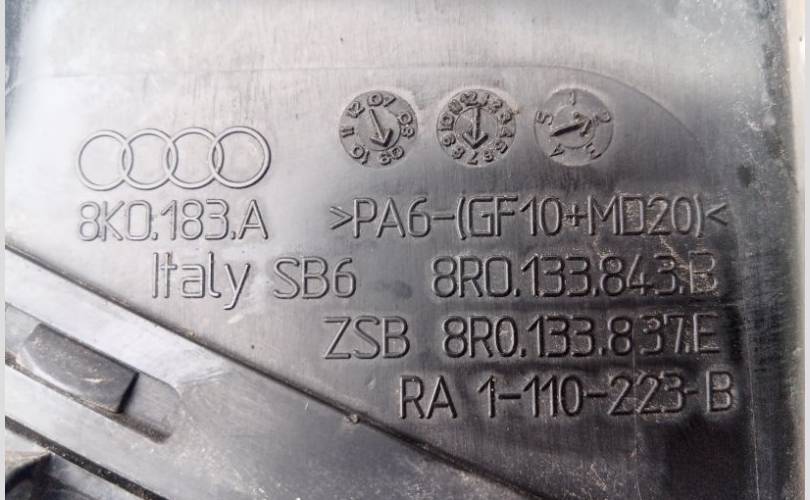 8K0.183.A >PA6-(GF10+MD20)<
Italy SB6 8R0.133.843.B
ZSB 8R0.133.837.E
RA 1-110-223-B